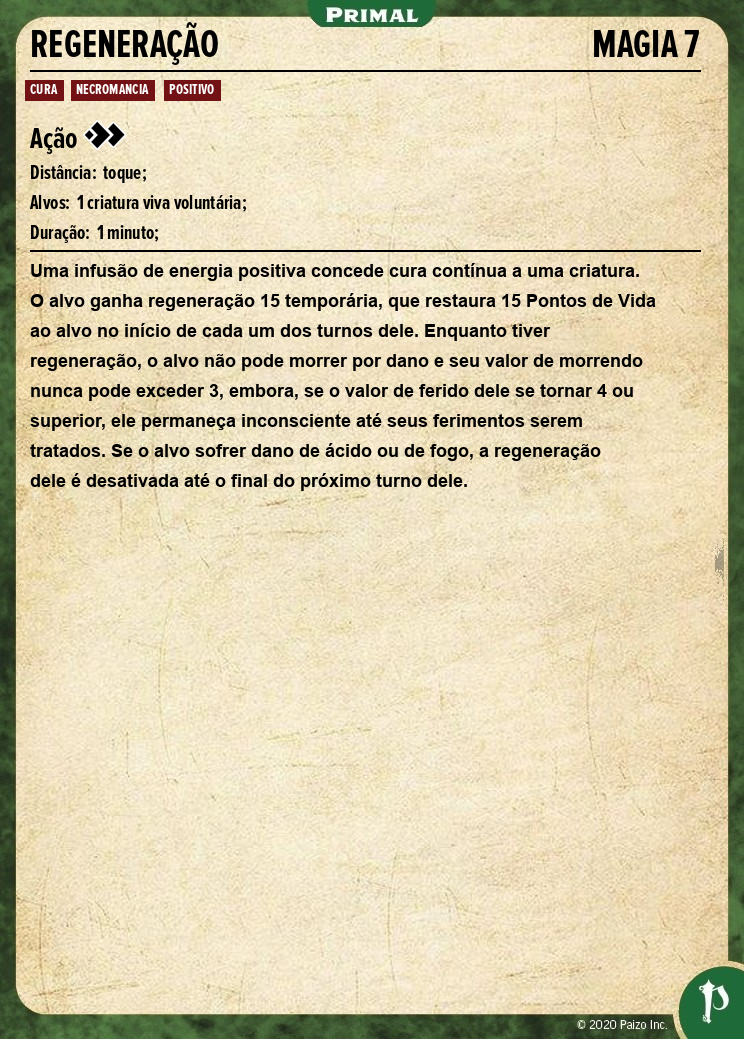 PRIMAL
REGENERAÇÃO MAGIA 7
CURA NECROMANCIA POSITIVO
Ação
Distância: toque;
Alvos: 1 criatura viva voluntária;
Duração: 1 minuto;
Uma infusão de energia positiva concede cura contínua a uma criatura.
O alvo ganha regeneração 15 temporária, que restaura 15 Pontos de Vida
ao alvo no início de cada um dos turnos dele. Enquanto tiver
regeneração, o alvo não pode morrer por dano e seu valor de morrendo
nunca pode exceder 3, embora, se o valor de ferido dele se tornar 4 ou
superior, ele permaneça inconsciente até seus ferimentos serem
tratados. Se o alvo sofrer dano de ácido ou de fogo, a regeneração
dele é desativada até o final do próximo turno dele.
© 2020 Paizo Inc.
P